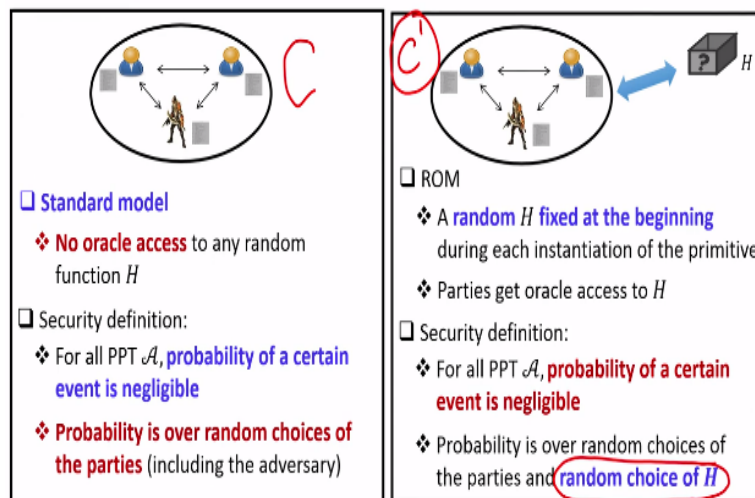 C
❑ Standard model
❖ No oracle access to any random
function H
❑ Security definition:
❖ For all PPT 𝒜, probability of a certain
event is negligible
❖ Probability is over random choices of
the parties (including the adversary)
C'
?
H
❑ ROM
❖ A random H fixed at the beginning
during each instantiation of the primitive
❖ Parties get oracle access to H
❑ Security definition:
❖ For all PPT 𝒜, probability of a certain
event is negligible
❖ Probability is over random choices of
the parties and random choice of H